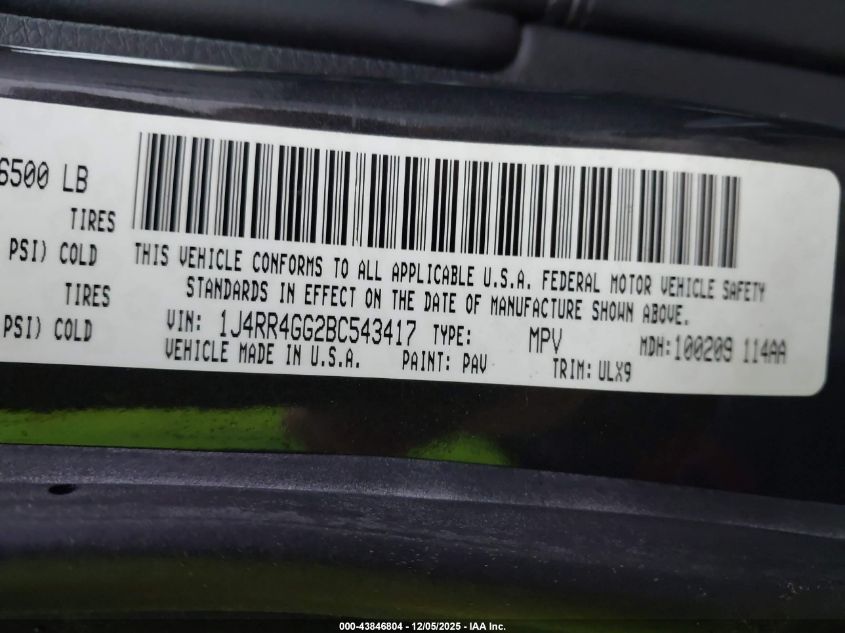 6500 LB
TIRES
PSI) COLD
TIRES
PSI) COLD
THIS VEHICLE CONFORMS TO ALL APPLICABLE U.S.A. FEDERAL MOTOR VEHICLE SAFETY
STANDARDS IN EFFECT ON THE DATE OF MANUFACTURE SHOWN ABOVE.
VIN: 1J4RR4GG2BC543417 TYPE: MPV MDH:100209 114AA
VEHICLE MADE IN U.S.A. PAINT: PAV TRIM: ULX9
000-43846804 | 12/05/2025 - IAA Inc.